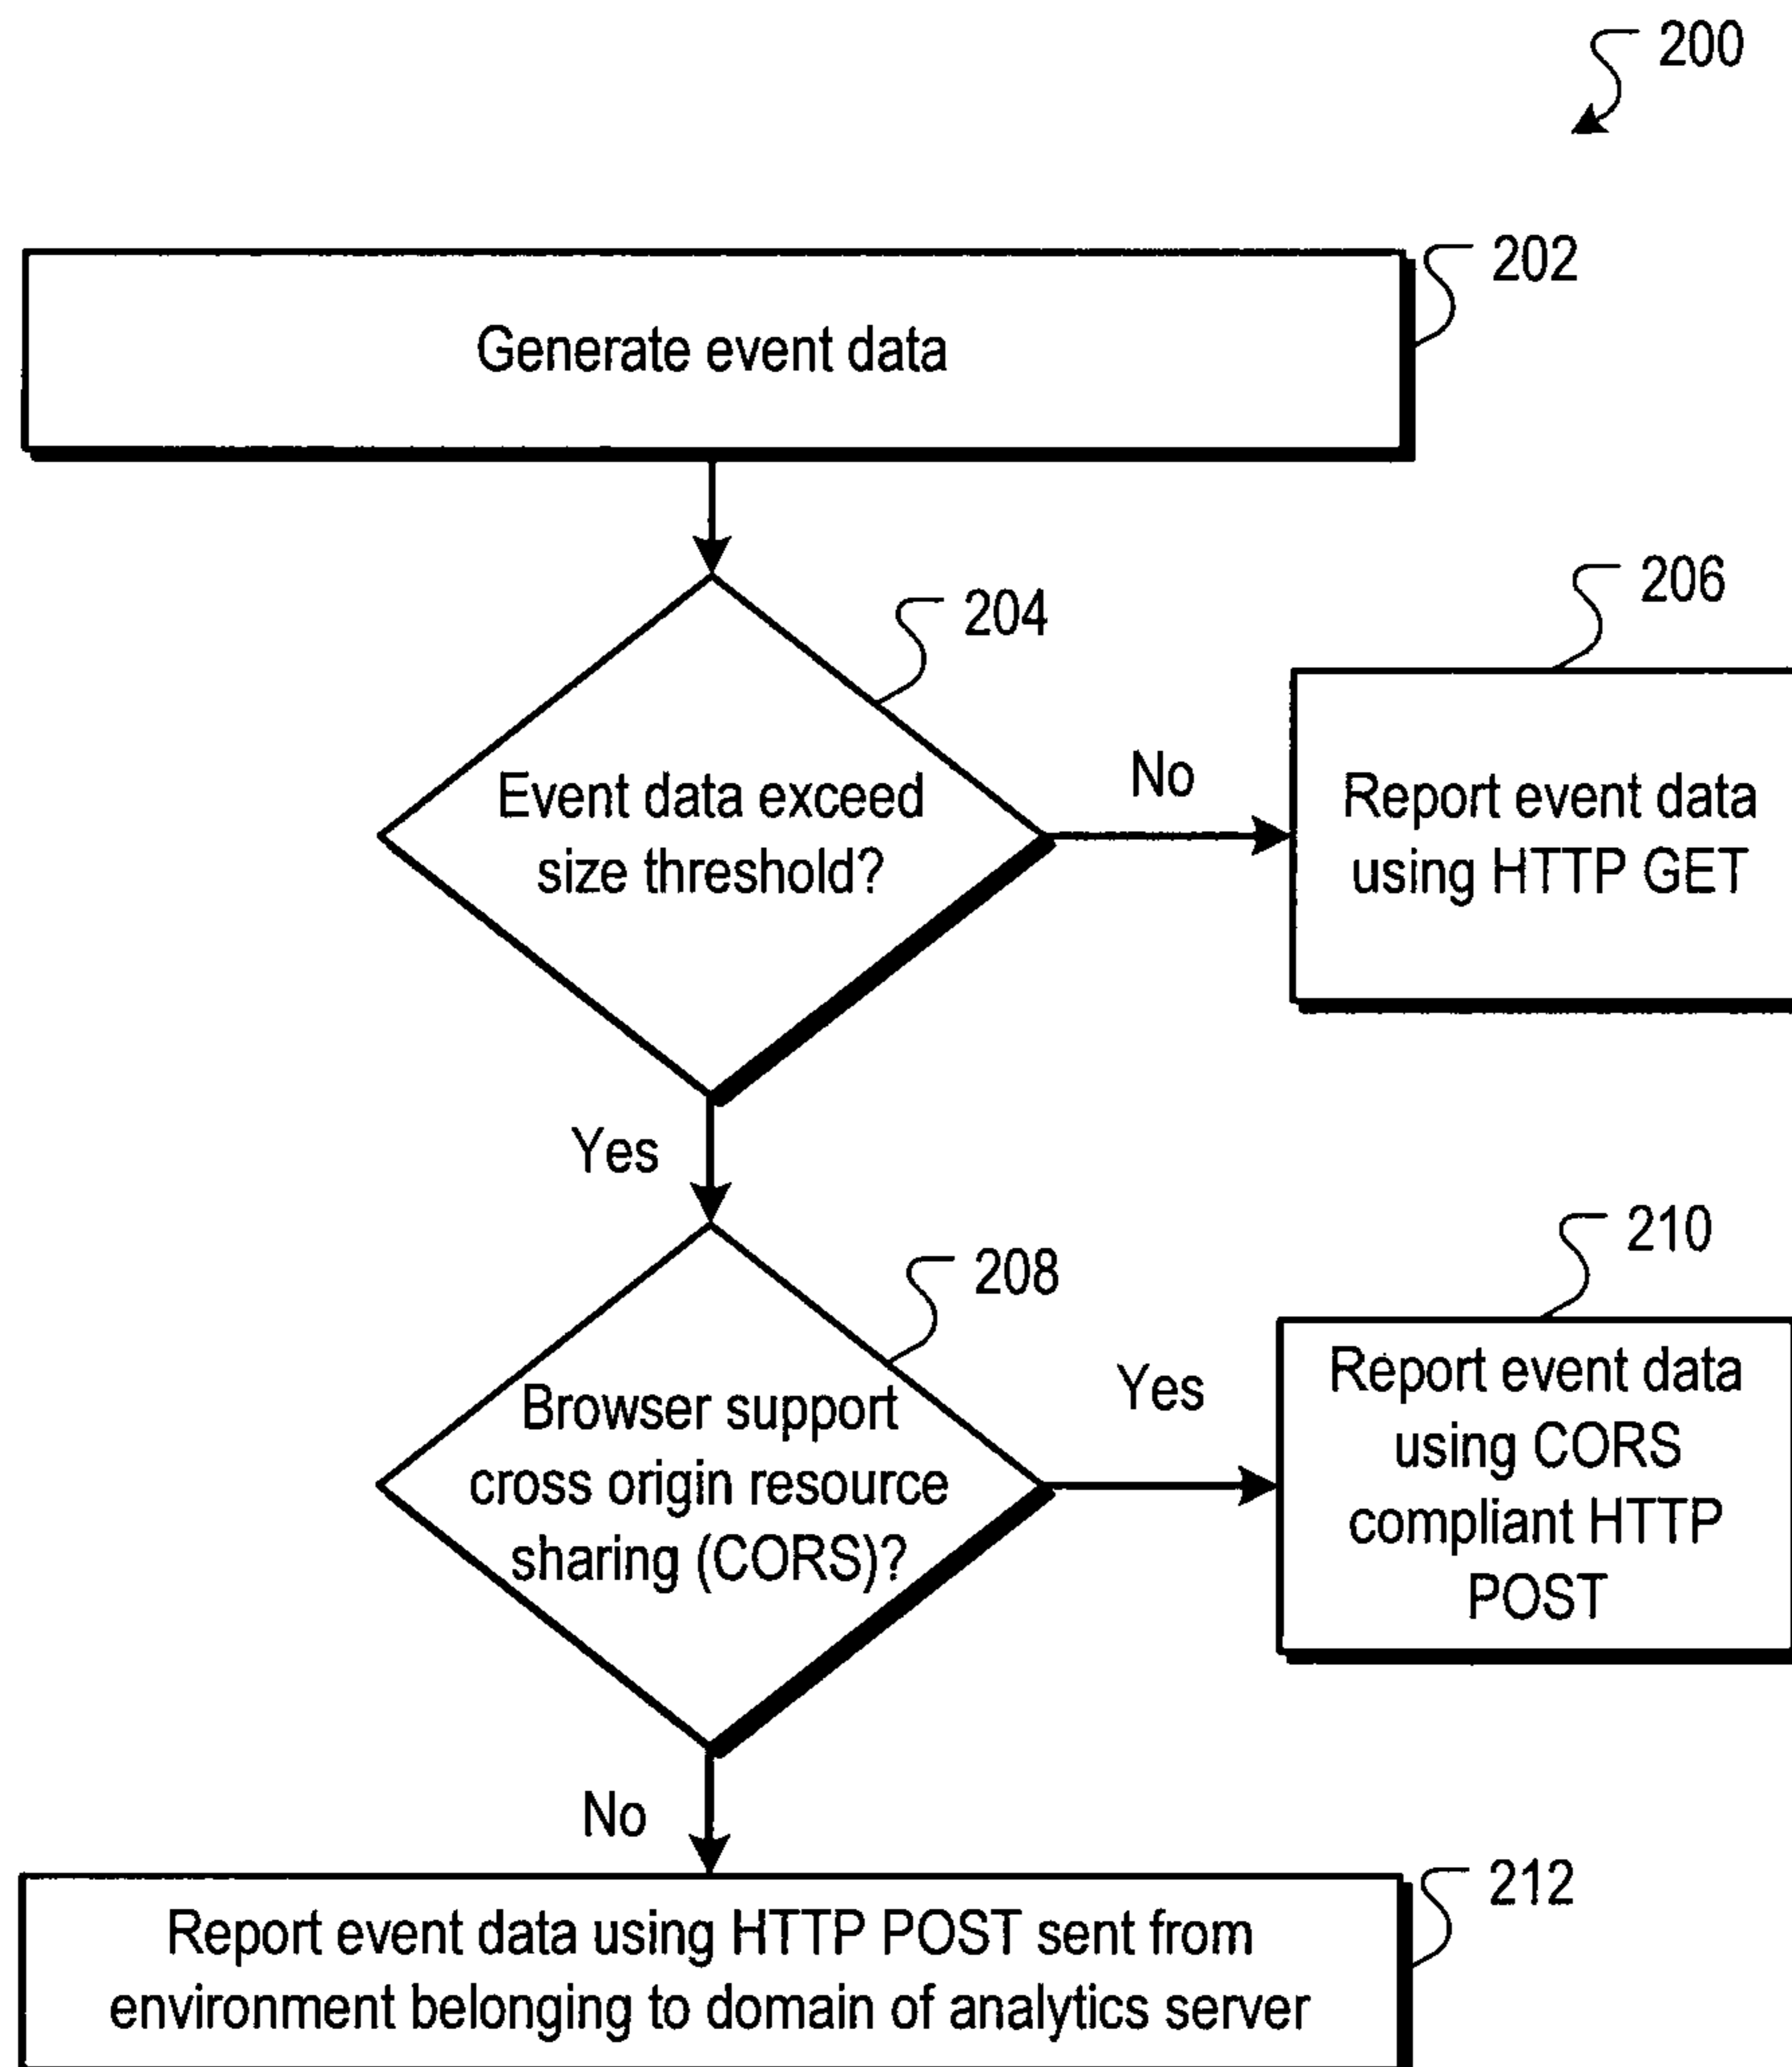 200
202
Generate event data
204
206
Event data exceed
size threshold?
No
Report event data
using HTTP GET
Yes
208
210
Browser support
cross origin resource
sharing (CORS)?
Yes
Report event data
using CORS
compliant HTTP
POST
No
212
Report event data using HTTP POST sent from
environment belonging to domain of analytics server